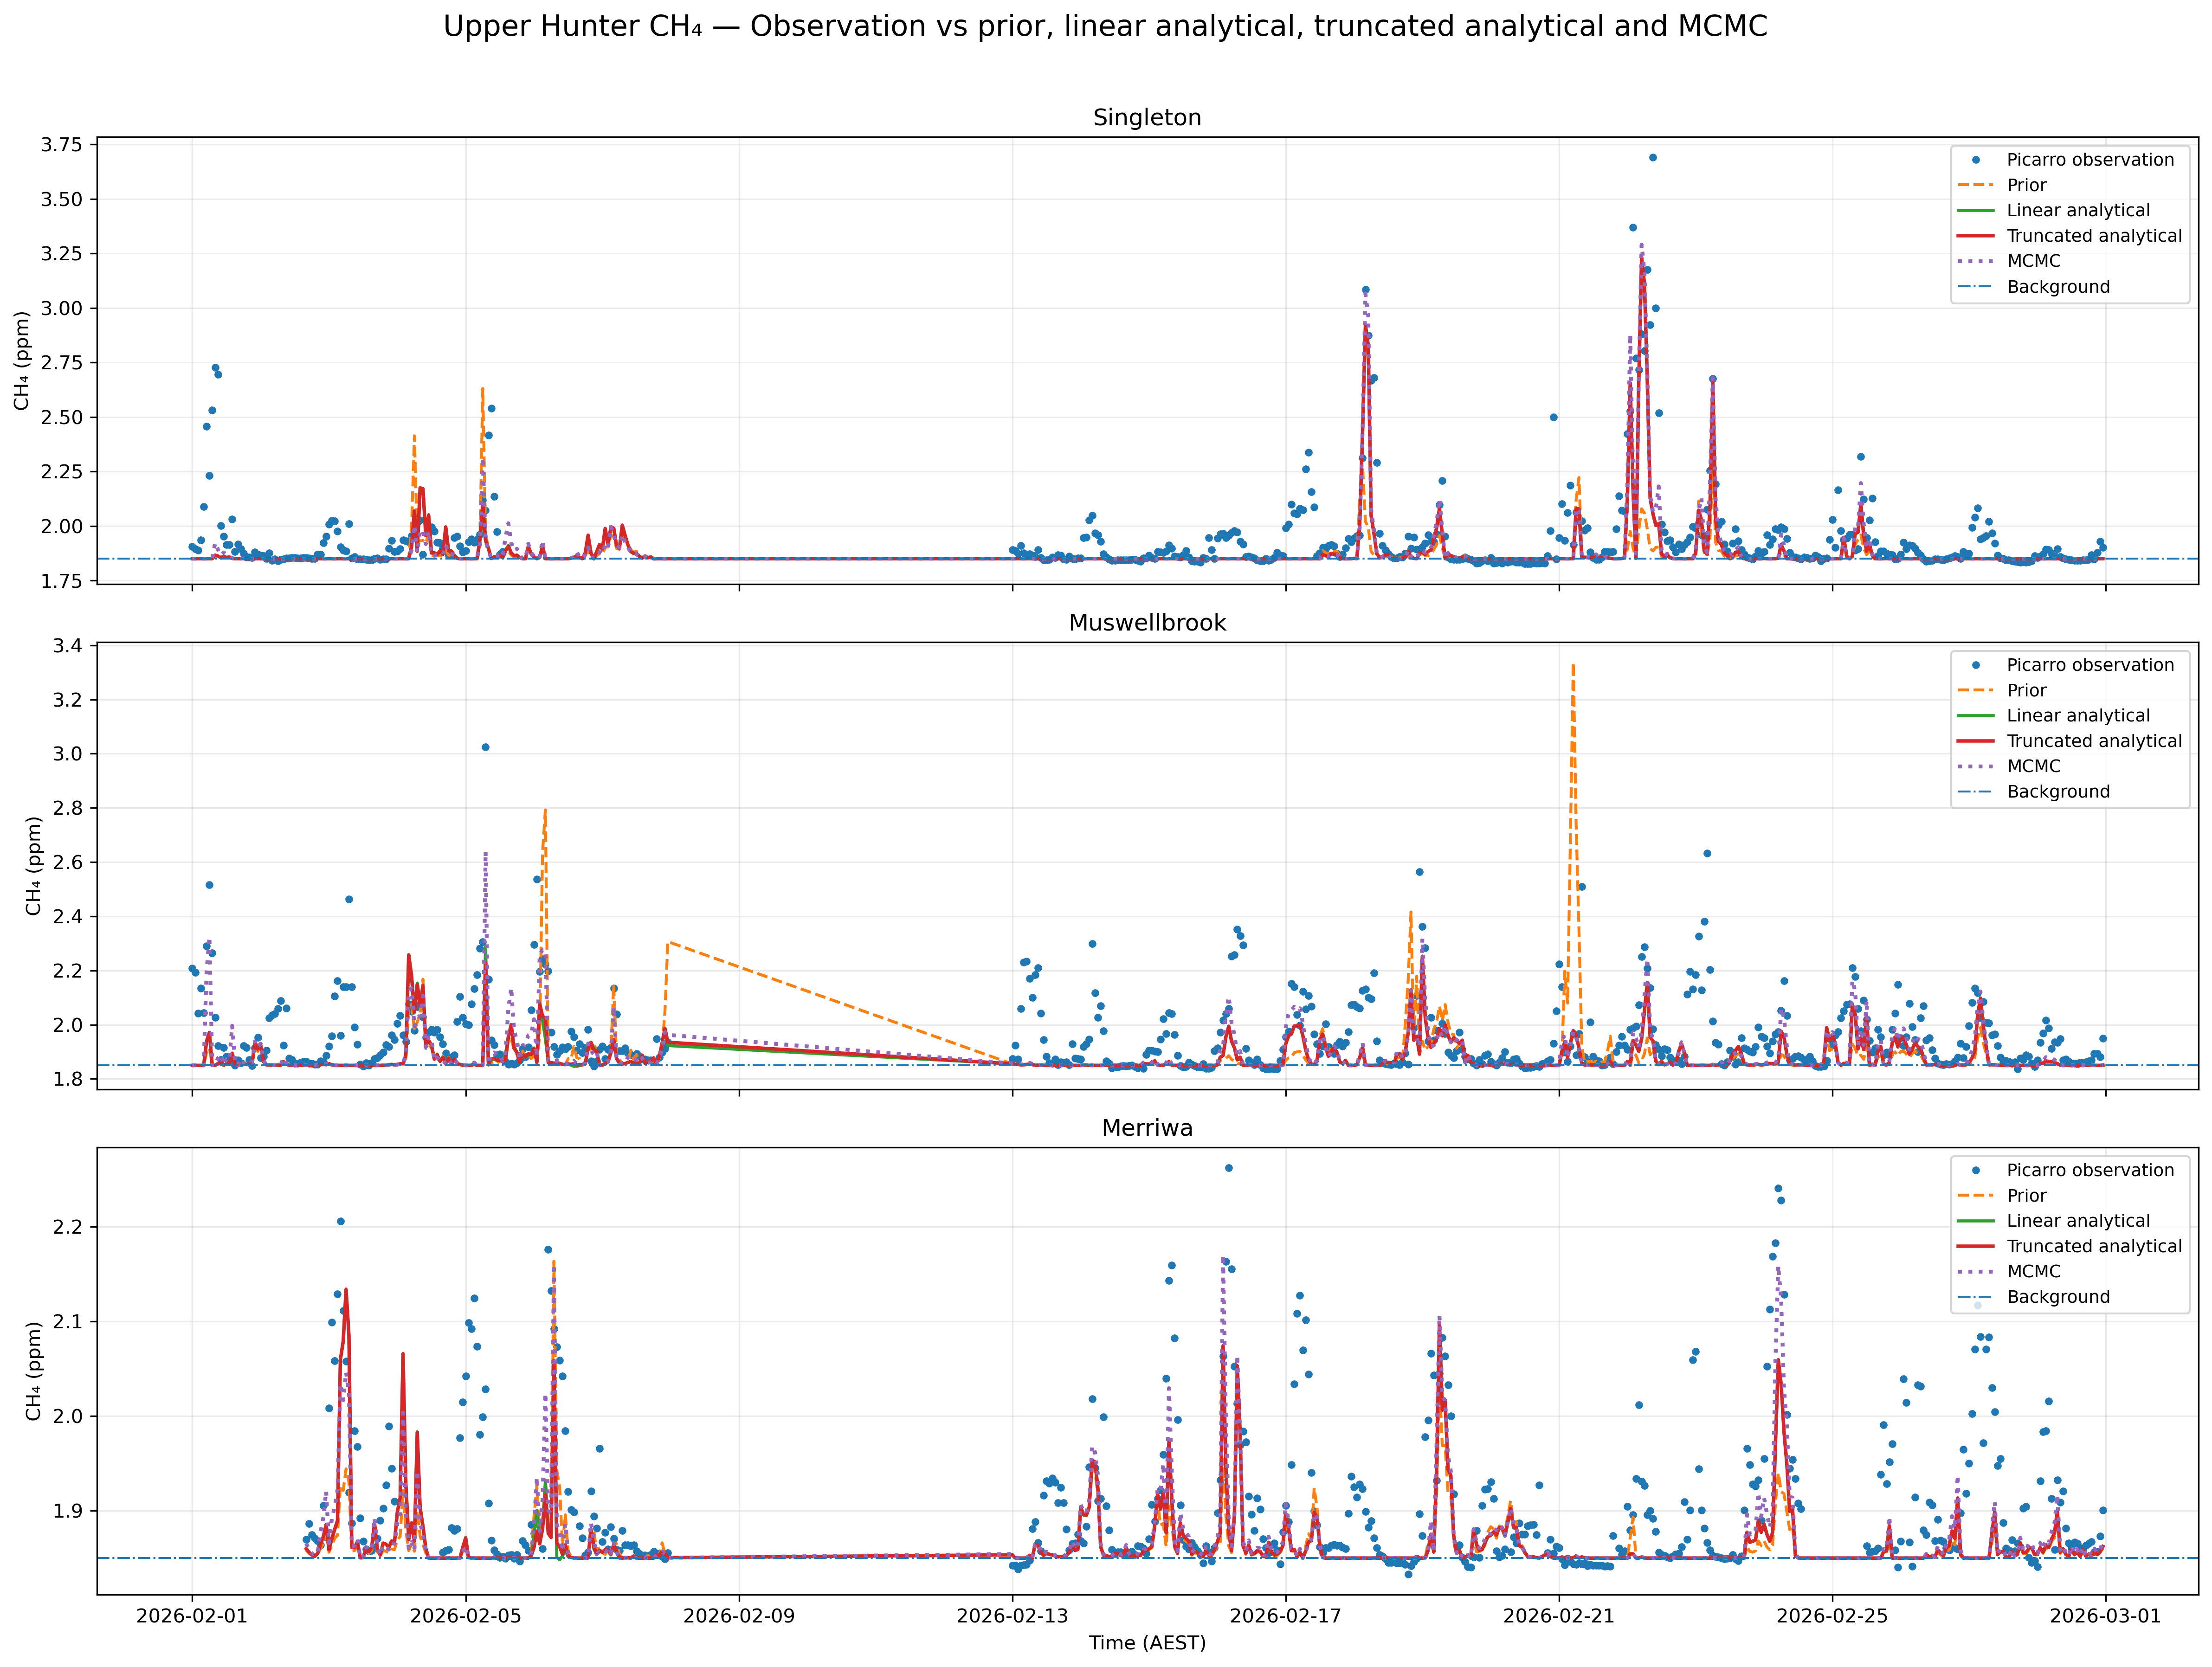 Upper Hunter CH₄ — Observation vs prior, linear analytical, truncated analytical and MCMC
Singleton
CH₄ (ppm)
3.75
3.50
3.25
3.00
2.75
2.50
2.25
2.00
1.75
Picarro observation
Prior
Linear analytical
Truncated analytical
MCMC
Background
Muswellbrook
CH₄ (ppm)
3.4
3.2
3.0
2.8
2.6
2.4
2.2
2.0
1.8
Picarro observation
Prior
Linear analytical
Truncated analytical
MCMC
Background
Merriwa
CH₄ (ppm)
2.2
2.1
2.0
1.9
Picarro observation
Prior
Linear analytical
Truncated analytical
MCMC
Background
2026-02-01 2026-02-05 2026-02-09 2026-02-13 2026-02-17 2026-02-21 2026-02-25 2026-03-01
Time (AEST)